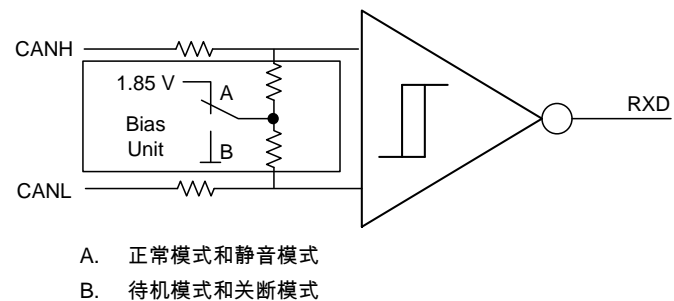 CANH
1.85 V
A
Bias
Unit
B
CANL
RXD
A. 正常模式和静音模式
B. 待机模式和关断模式